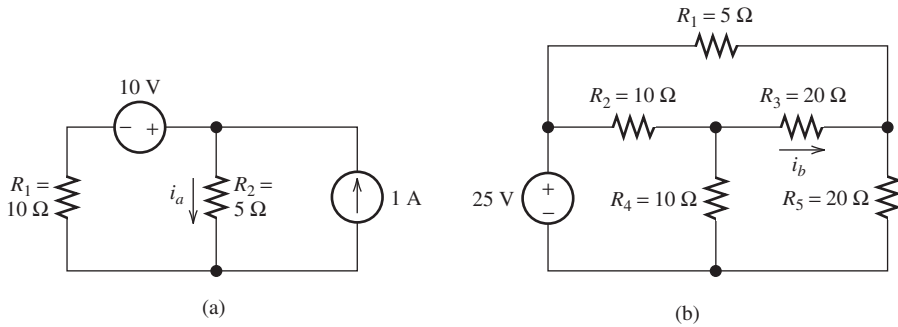 10 V
− +
R1 =
10 Ω
ia
R2 =
5 Ω
1 A
(a)
R1 = 5 Ω
R2 = 10 Ω
R3 = 20 Ω
ib
25 V
+
−
R4 = 10 Ω
R5 = 20 Ω
(b)